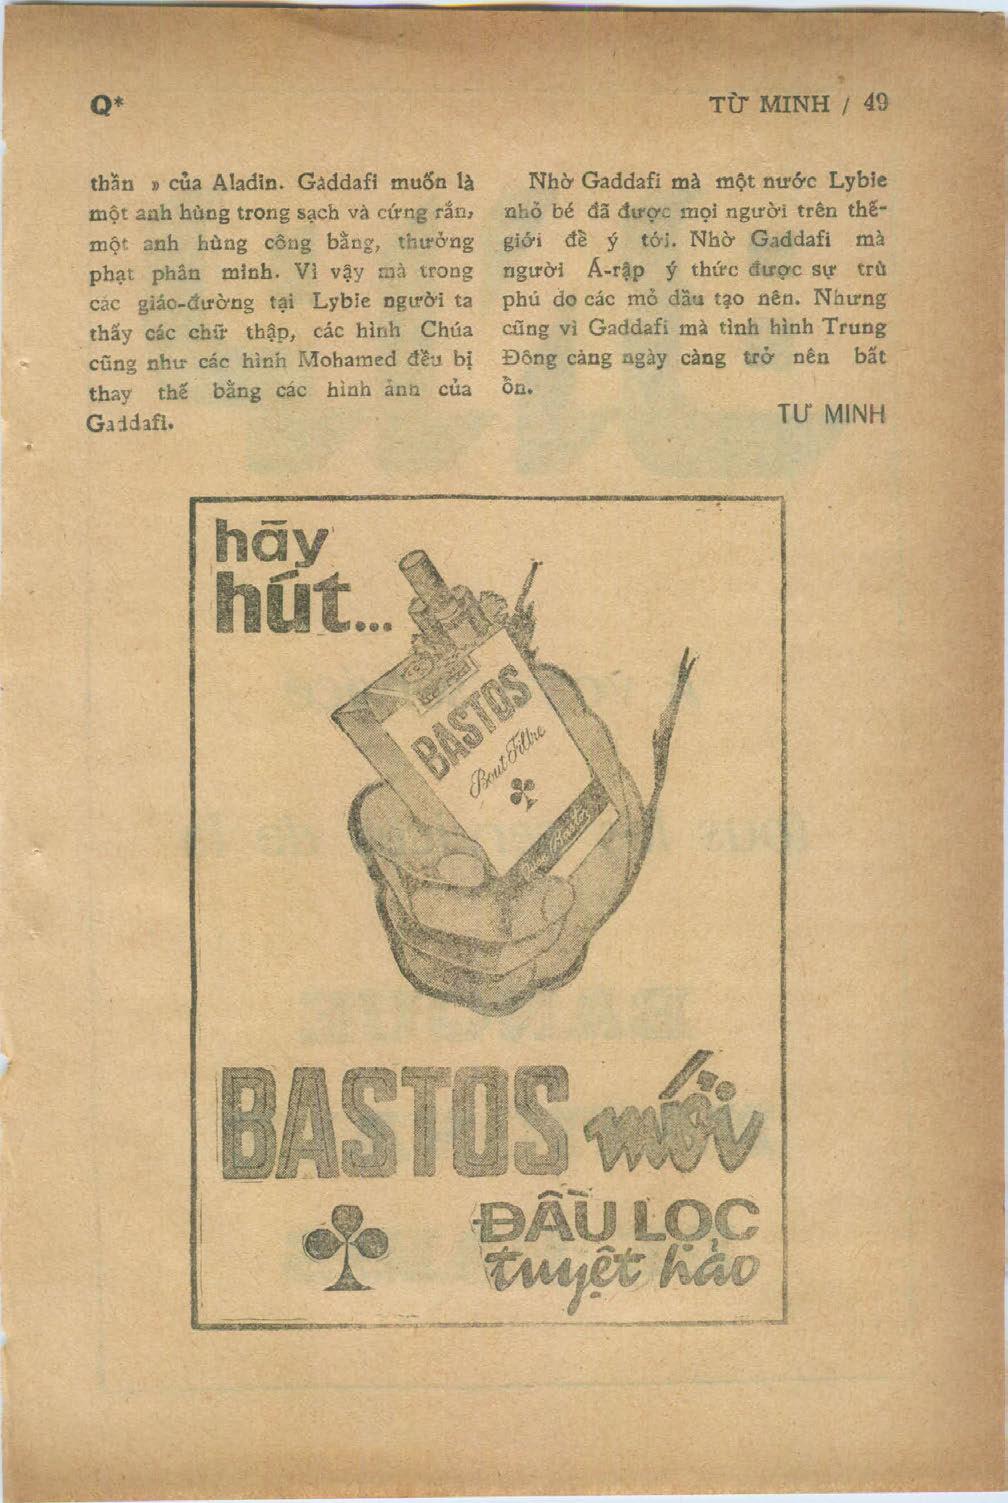 Q*
TỪ MINH / 49
thần » của Aladin. Gaddafi muốn là
một anh hùng trong sạch và cứng rắn,
một anh hùng công bằng, thưởng
phạt phân minh. Vì vậy mà trong
các giáo-đường tại Lybie người ta
thấy các chữ thập, các hình Chúa
cũng như các hình Mohamed đều bị
thay thế bằng các hình ảnh của
Gaddafi.
Nhờ Gaddafi mà một nước Lybie
nhỏ bé đã được mọi người trên thế-
giới để ý tới. Nhờ Gaddafi mà
người Á-rập ý thức được sự trù
phú do các mỏ dầu tạo nên. Nhưng
cũng vì Gaddafi mà tình hình Trung
Đông càng ngày càng trở nên bất
ổn.
TỪ MINH
hãy
hút...
BASTOS
Bout Filtre
Bastos
BASTOS mới
ĐẦU LỌC
tuyệt hảo